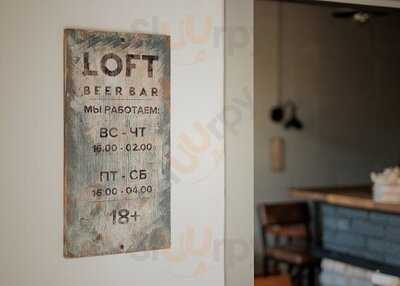 LOFT
BEER BAR
МЫ РАБОТАЕМ:
ВС - ЧТ
16.00 - 02.00
ПТ - СБ
16.00 - 04.00
18+